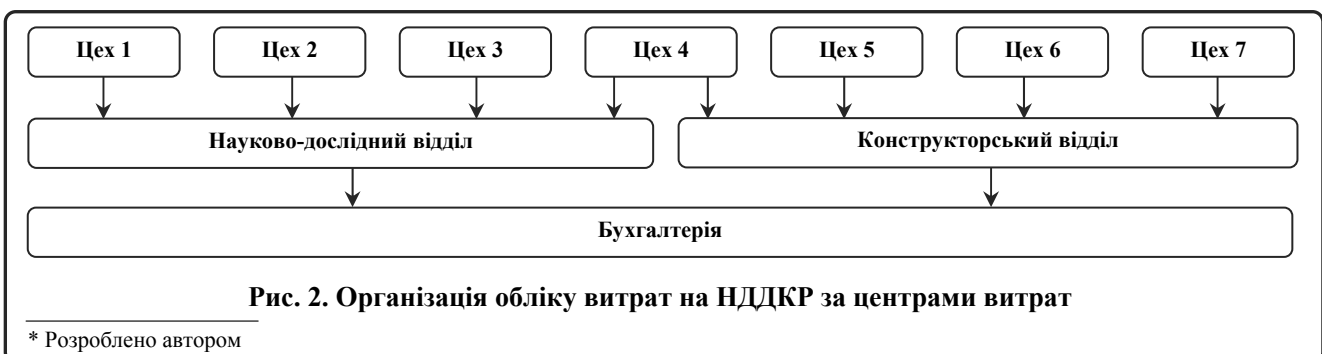 Цех 1 Цех 2 Цех 3 Цех 4 Цех 5 Цех 6 Цех 7
Науково-дослідний відділ Конструкторський відділ
Бухгалтерія
Рис. 2. Організація обліку витрат на НДДКР за центрами витрат
* Розроблено автором